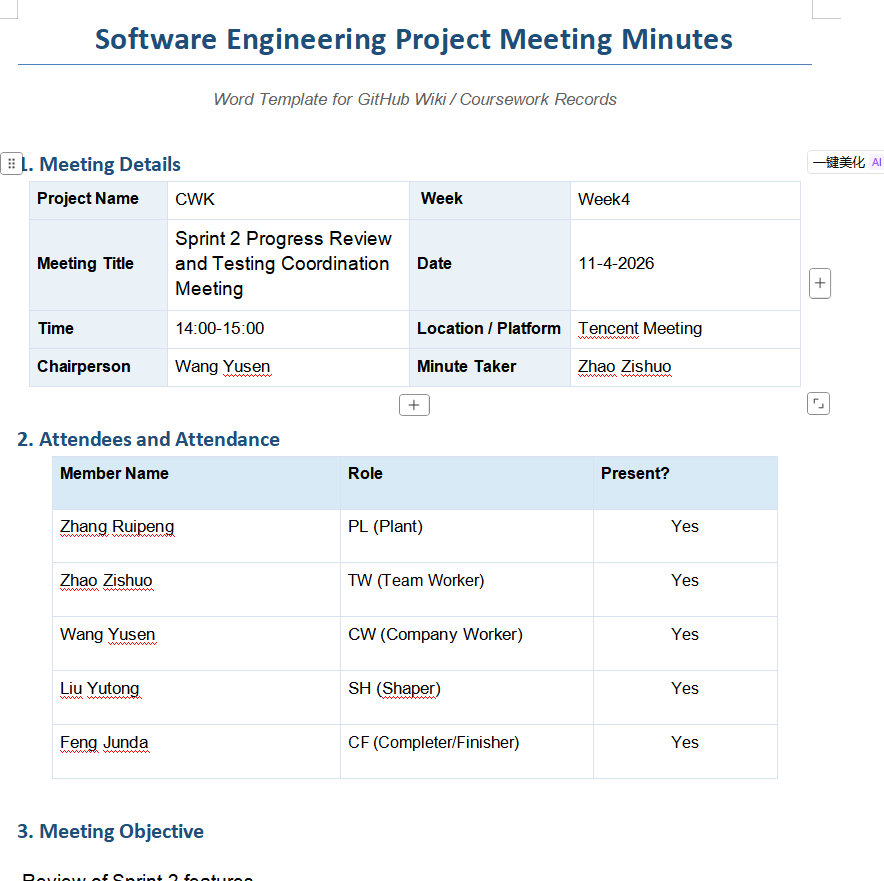 Software Engineering Project Meeting Minutes
Word Template for GitHub Wiki / Coursework Records
1. Meeting Details
一键美化 AI
Project Name CWK Week Week4
Meeting Title Sprint 2 Progress Review and Testing Coordination Meeting Date 11-4-2026
Time 14:00-15:00 Location / Platform Tencent Meeting
Chairperson Wang Yusen Minute Taker Zhao Zishuo
2. Attendees and Attendance
Member Name Role Present?
Zhang Ruipeng PL (Plant) Yes
Zhao Zishuo TW (Team Worker) Yes
Wang Yusen CW (Company Worker) Yes
Liu Yutong SH (Shaper) Yes
Feng Junda CF (Completer/Finisher) Yes
3. Meeting Objective
Review of Sprint 2 features